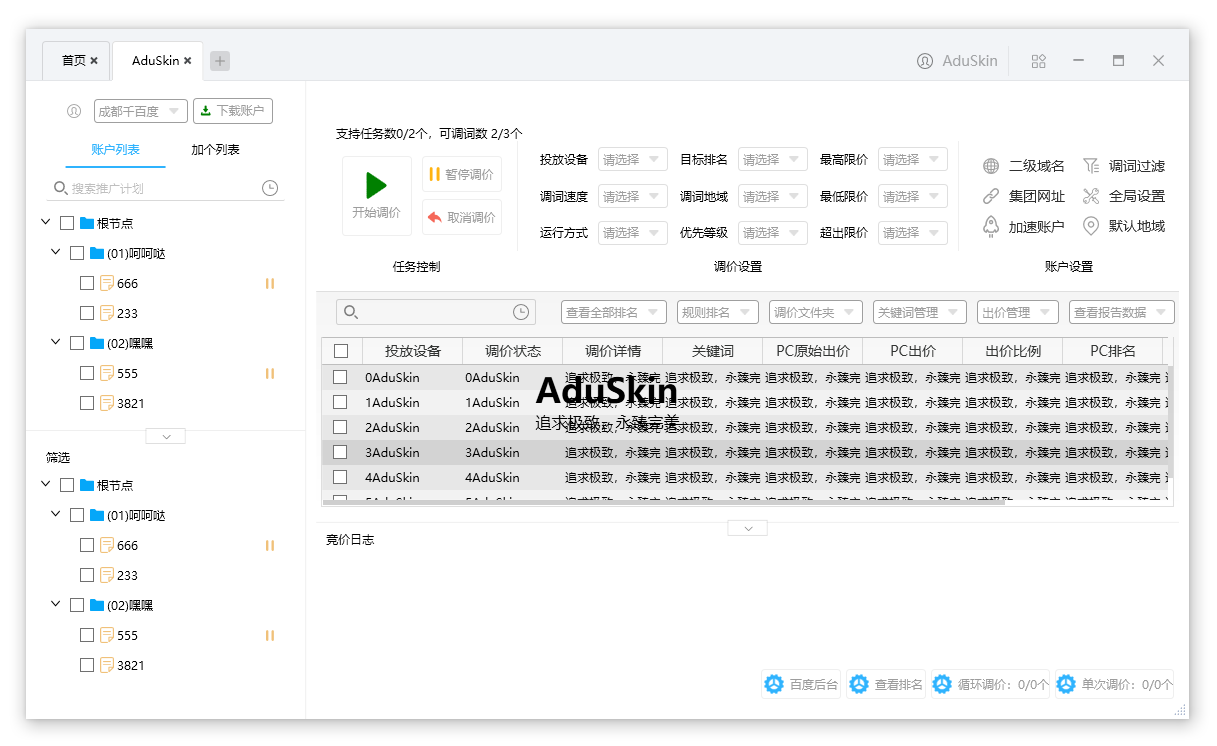 首页 AduSkin AduSkin
成都千百度 下载账户
账户列表 加个列表
搜索推广计划
根节点
(01)呵呵哒
666
233
(02)嘿嘿
555
3821
筛选
根节点
(01)呵呵哒
666
233
(02)嘿嘿
555
3821
支持任务数0/2个，可调词数 2/3个
开始调价
暂停调价
取消调价
任务控制
投放设备 请选择 目标排名 请选择 最高限价 请选择
调词速度 请选择 调词地域 请选择 最低限价 请选择
运行方式 请选择 优先等级 请选择 超出限价 请选择
调价设置
二级域名 调词过滤
集团网址 全局设置
加速账户 默认地域
账户设置
查看全部排名 规则排名 调价文件夹 关键词管理 出价管理 查看报告数据
投放设备 调价状态 调价详情 关键词 PC原始出价 PC出价 出价比例 PC排名
0AduSkin 0AduSkin 追求极致，永臻完 追求极致，永臻完 追求极致，永臻完 追求极致，永臻完 追求极致，永臻完 追求极致，永臻完
1AduSkin 1AduSkin 追求极致，永臻完 追求极致，永臻完 追求极致，永臻完 追求极致，永臻完 追求极致，永臻完 追求极致，永臻完
2AduSkin 2AduSkin 追求极致，永臻完 追求极致，永臻完 追求极致，永臻完 追求极致，永臻完 追求极致，永臻完 追求极致，永臻完
3AduSkin 3AduSkin 追求极致，永臻完 追求极致，永臻完 追求极致，永臻完 追求极致，永臻完 追求极致，永臻完 追求极致，永臻完
4AduSkin 4AduSkin 追求极致，永臻完 追求极致，永臻完 追求极致，永臻完 追求极致，永臻完 追求极致，永臻完 追求极致，永臻完
AduSkin
追求极致，永臻完美
竞价日志
百度后台 查看排名 循环调价：0/0个 单次调价：0/0个